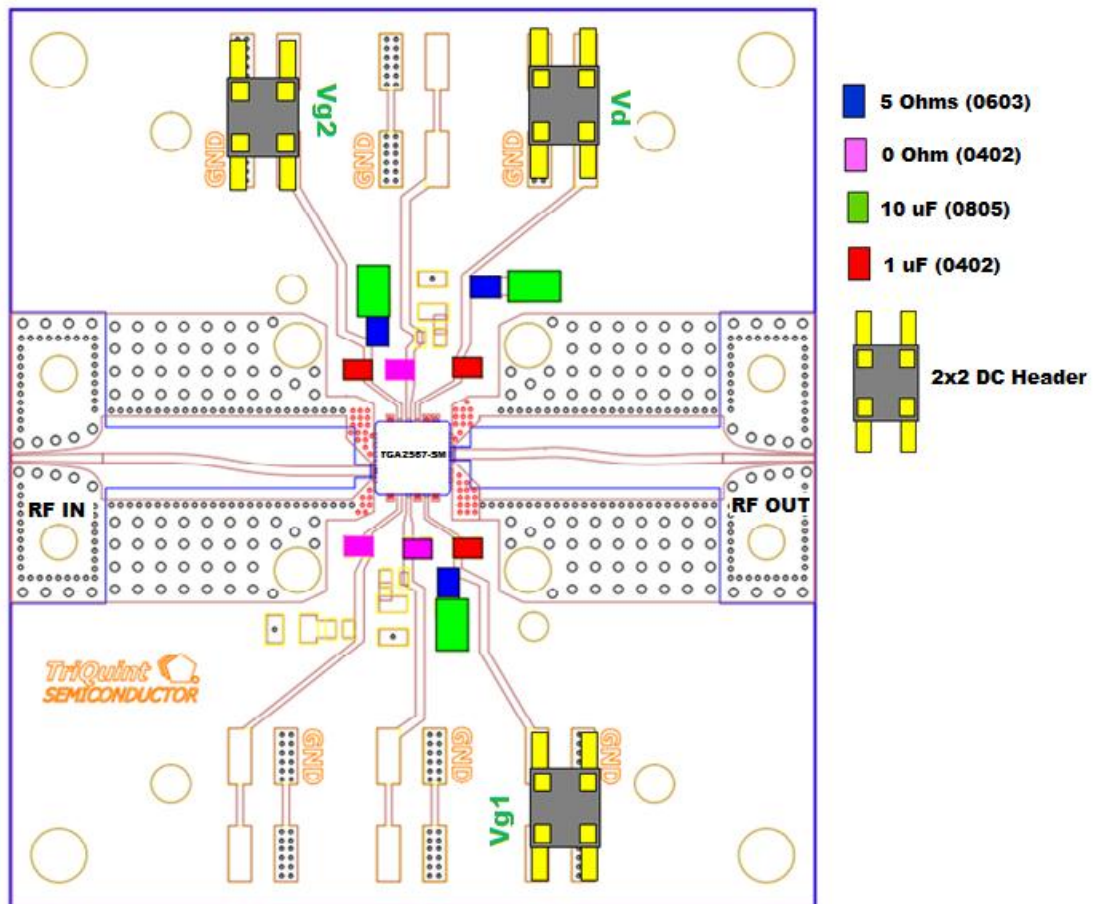 Vg2
GND
GND
Vd
GND
5 Ohms (0603)
0 Ohm (0402)
10 uF (0805)
1 uF (0402)
2x2 DC Header
TGA2567-SM
RF IN
RF OUT
TriQuint
SEMICONDUCTOR
GND
GND
GND
Vg1